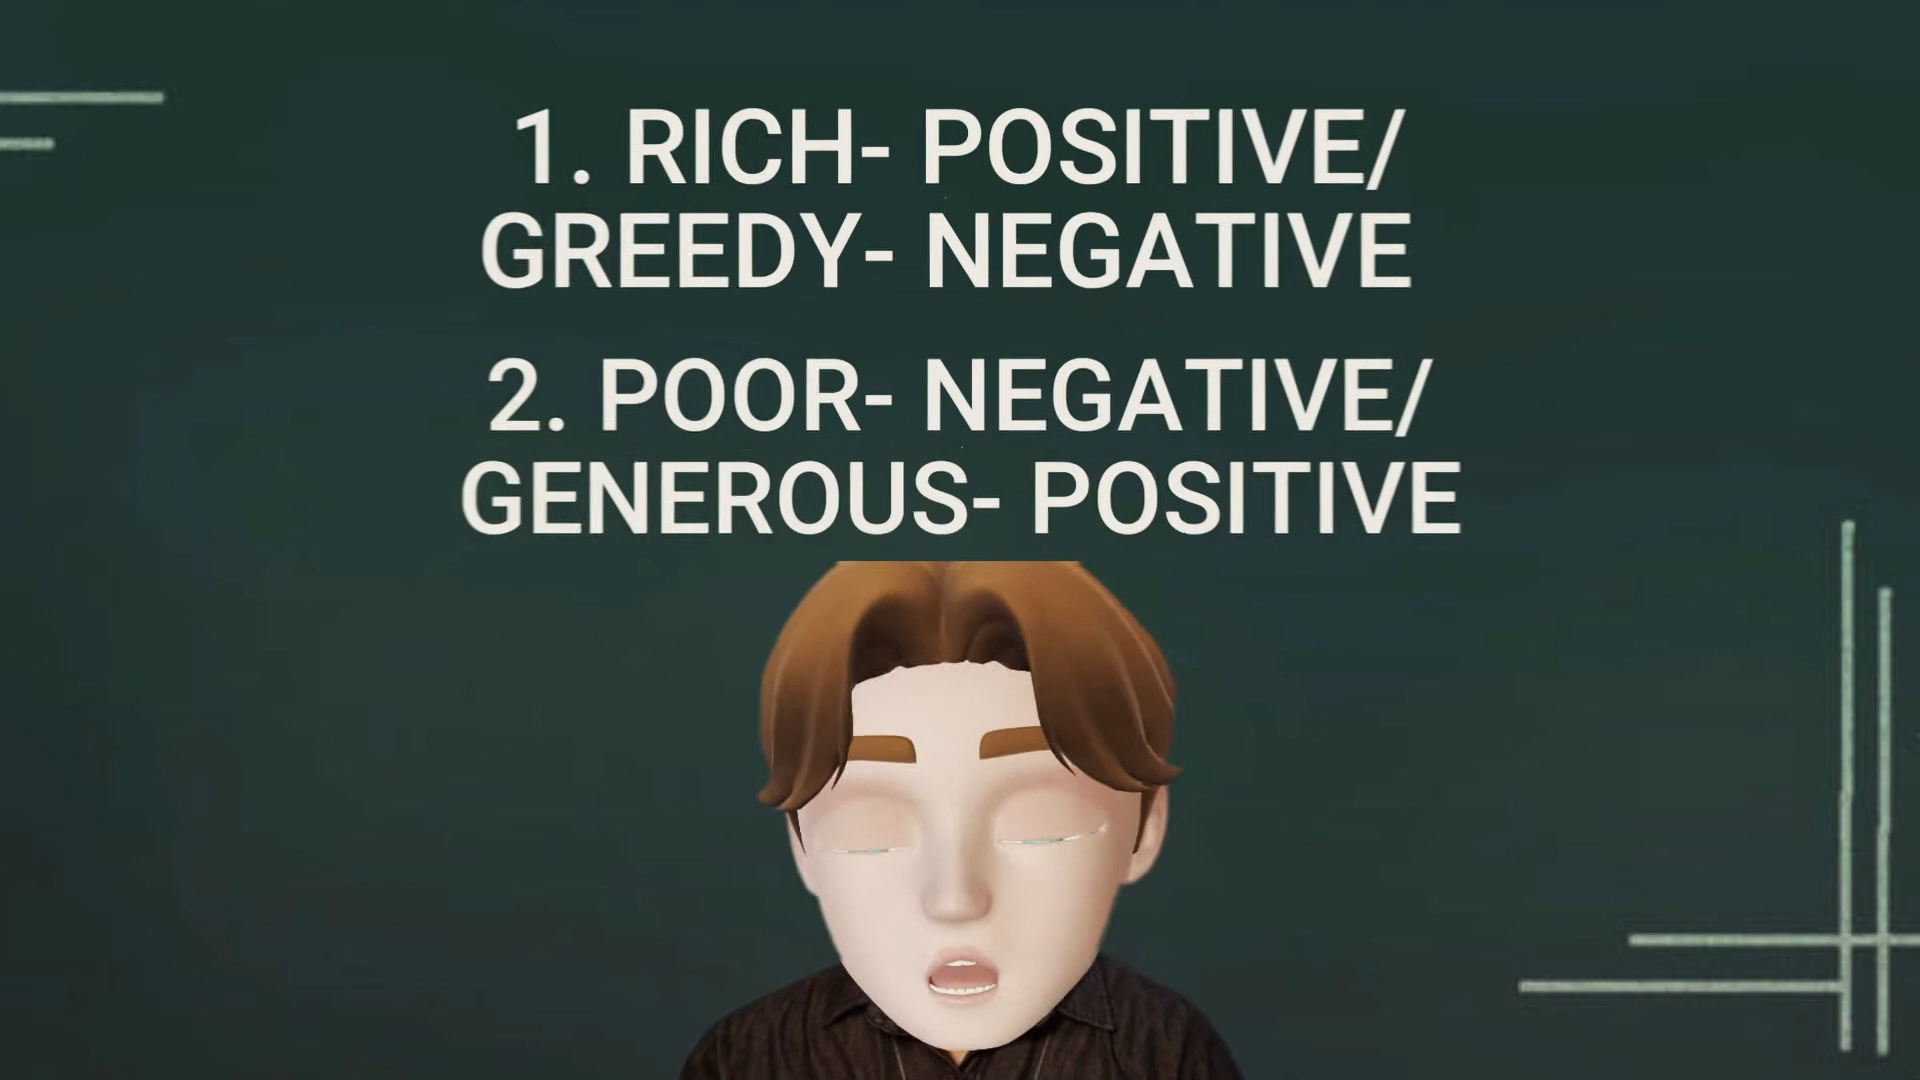 1. RICH- POSITIVE/
GREEDY- NEGATIVE
2. POOR- NEGATIVE/
GENEROUS- POSITIVE